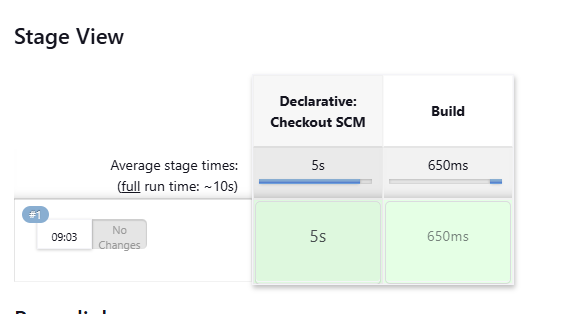 Stage View
Declarative:
Checkout SCM
Build
Average stage times:
(full run time: ~10s)
5s
650ms
#1
09:03
No
Changes
5s
650ms